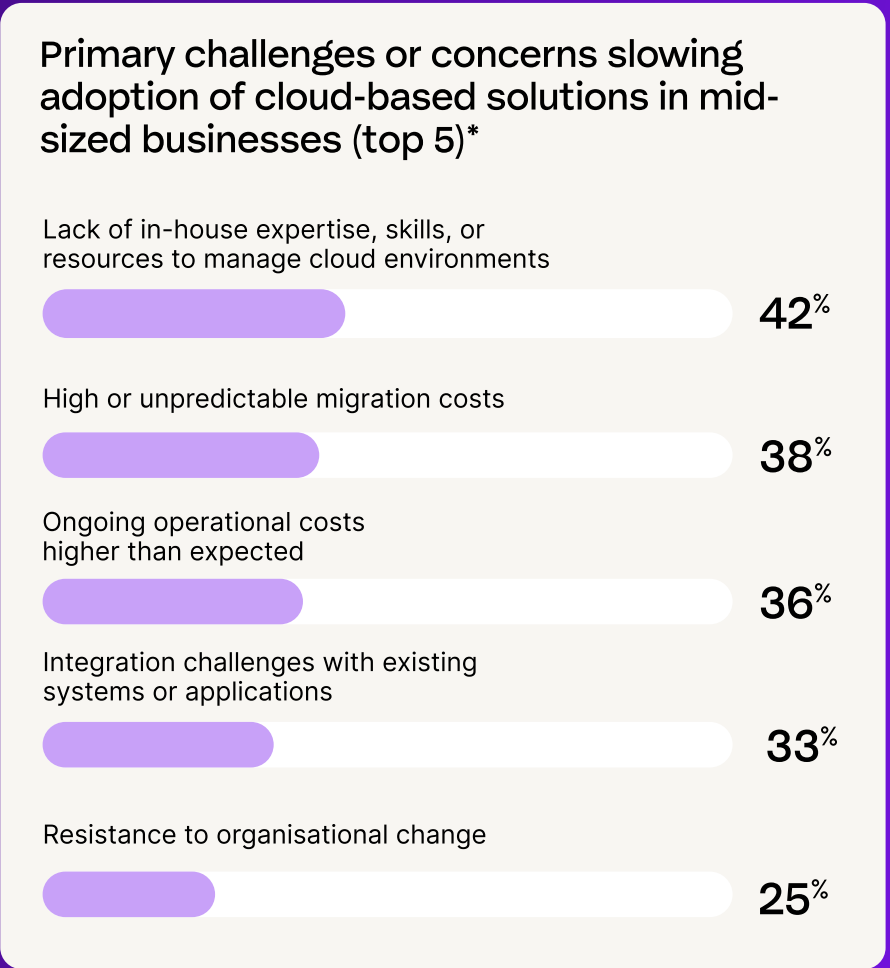 Primary challenges or concerns slowing
adoption of cloud-based solutions in mid-
sized businesses (top 5)*
Lack of in-house expertise, skills, or
resources to manage cloud environments
42%
High or unpredictable migration costs
38%
Ongoing operational costs
higher than expected
36%
Integration challenges with existing
systems or applications
33%
Resistance to organisational change
25%